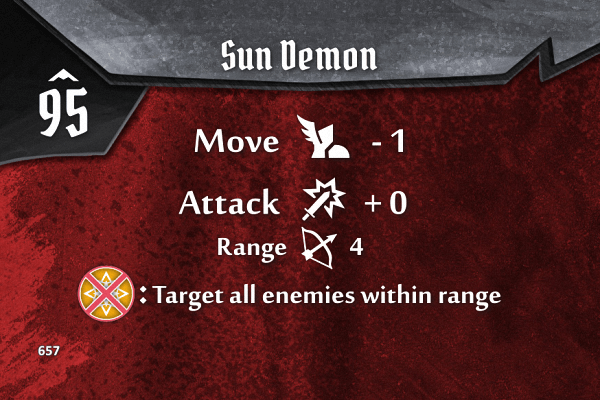 Sun Demon
95
Move - 1
Attack + 0
Range 4
: Target all enemies within range
657